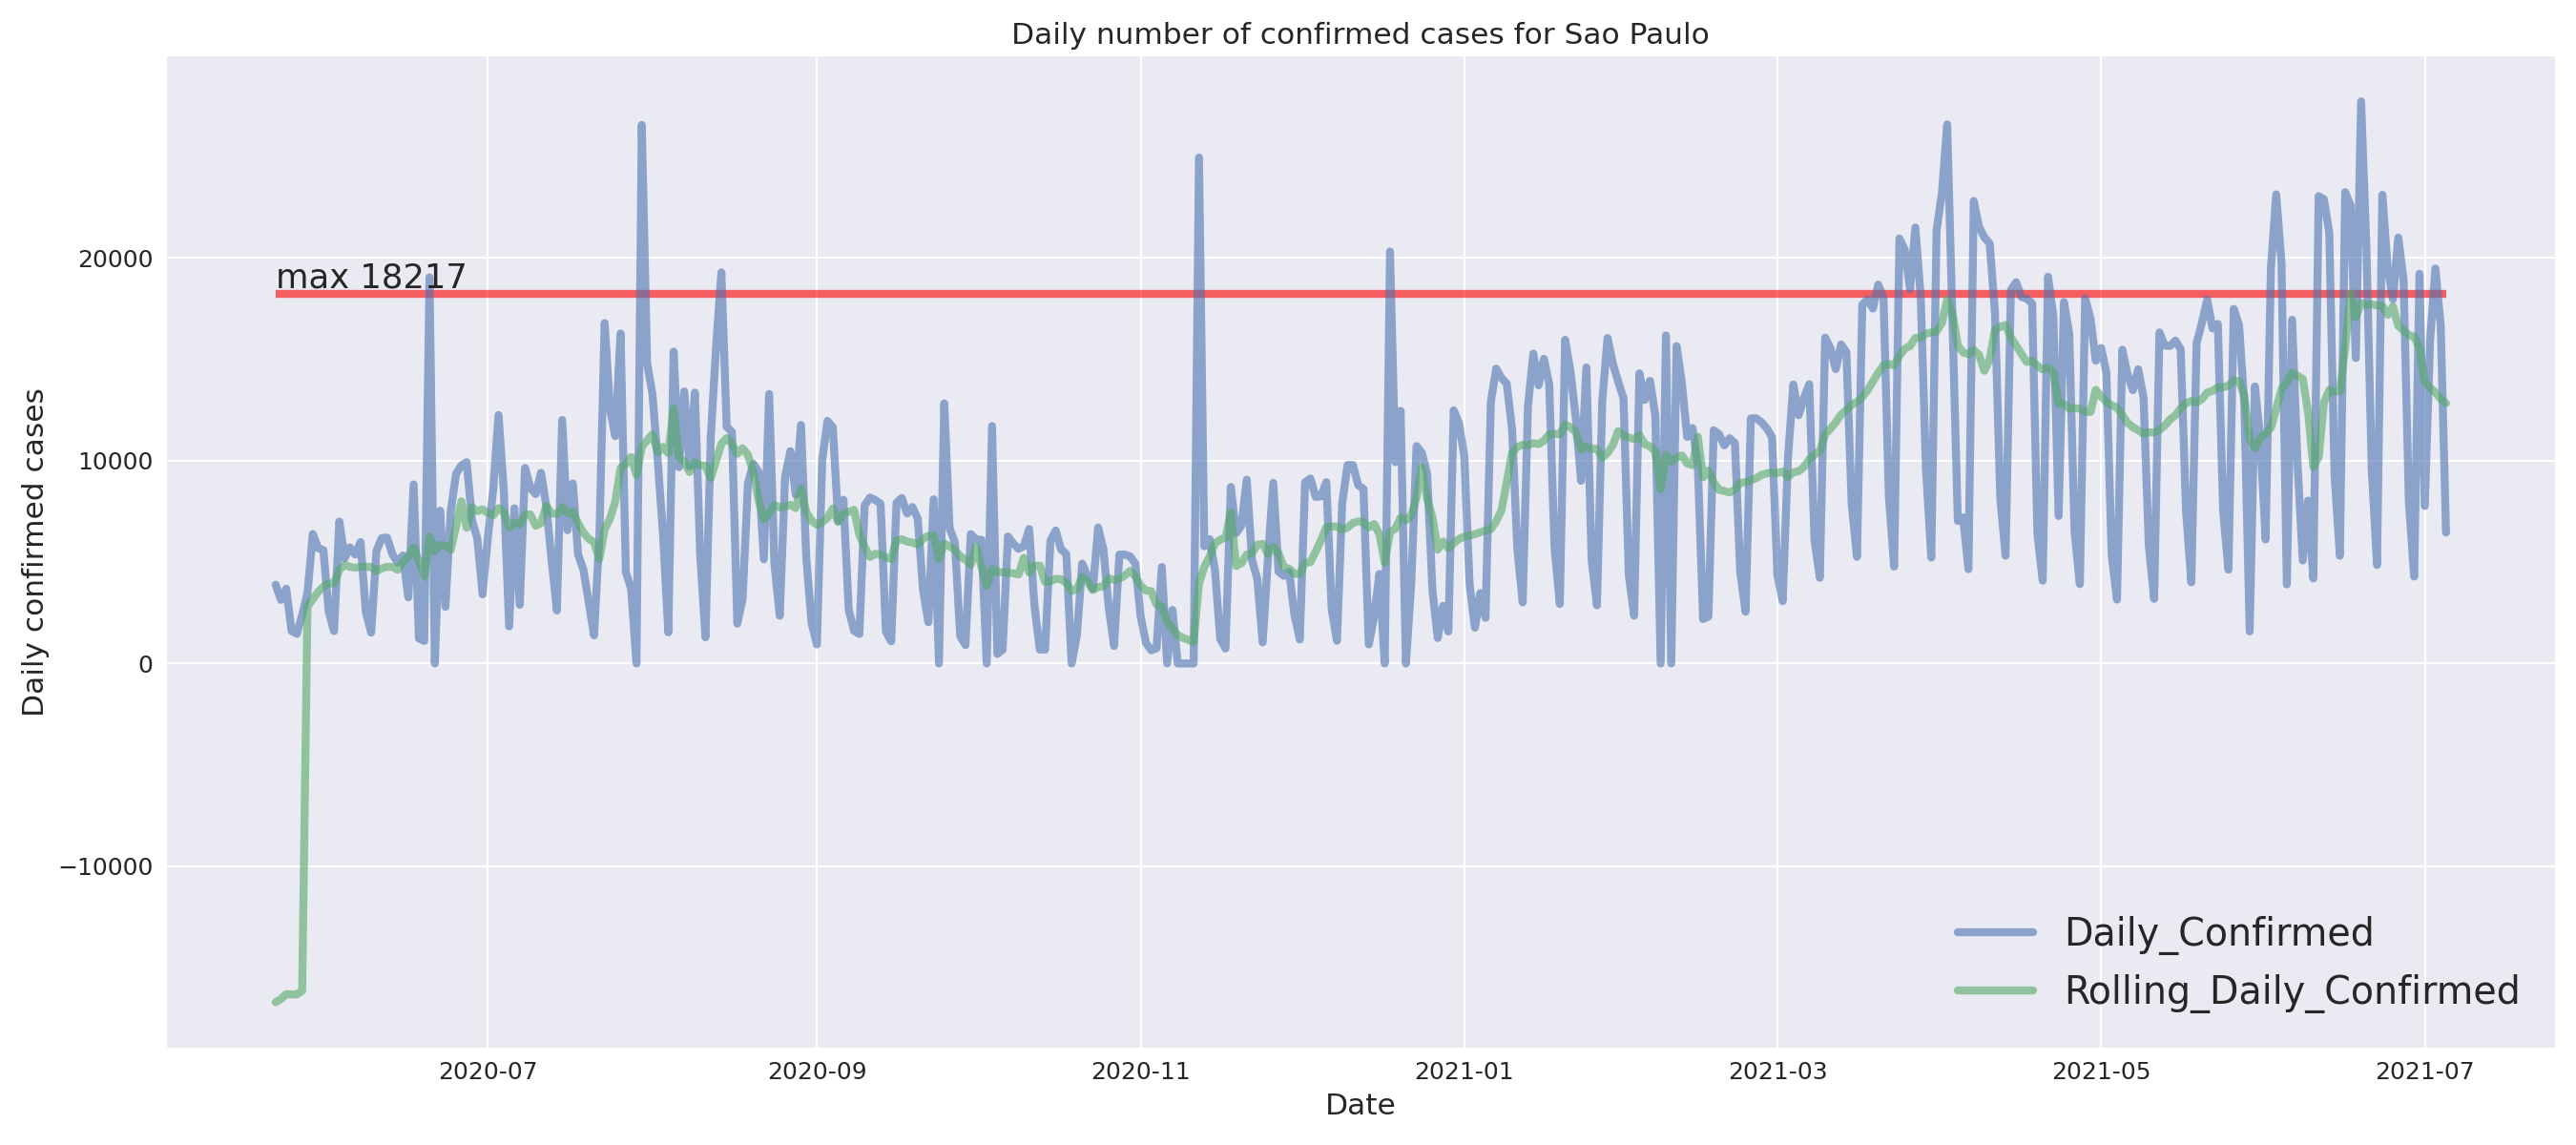 Daily number of confirmed cases for Sao Paulo
Daily confirmed cases
20000
10000
0
−10000
max 18217
Daily_Confirmed
Rolling_Daily_Confirmed
2020-07
2020-09
2020-11
2021-01
2021-03
2021-05
2021-07
Date